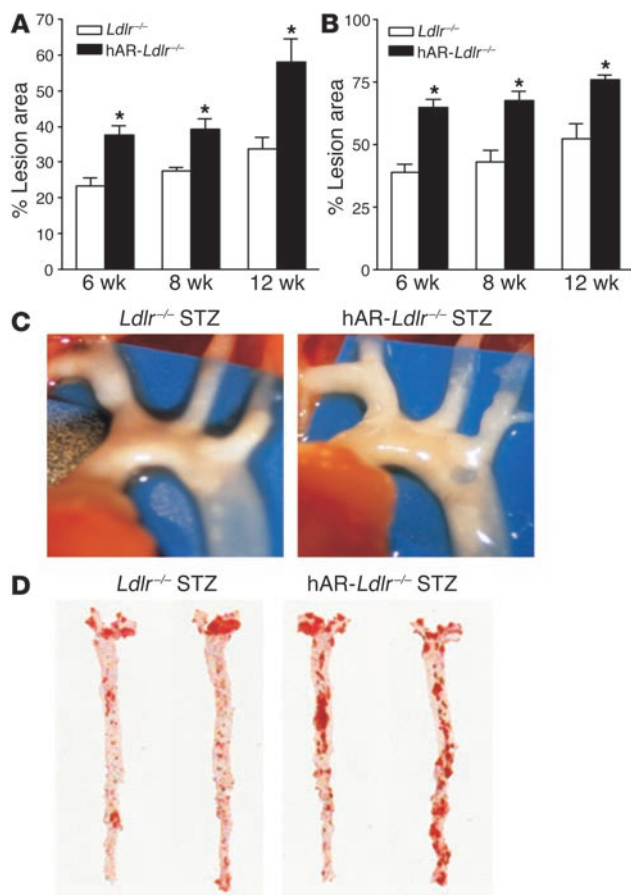 A
% Lesion area
70
60
50
40
30
20
10
0
Ldlr⁻/⁻
hAR-Ldlr⁻/⁻
*
*
*
6 wk 8 wk 12 wk
B
% Lesion area
100
75
50
25
0
Ldlr⁻/⁻
hAR-Ldlr⁻/⁻
*
*
*
6 wk 8 wk 12 wk
C
Ldlr⁻/⁻ STZ hAR-Ldlr⁻/⁻ STZ
D
Ldlr⁻/⁻ STZ hAR-Ldlr⁻/⁻ STZ